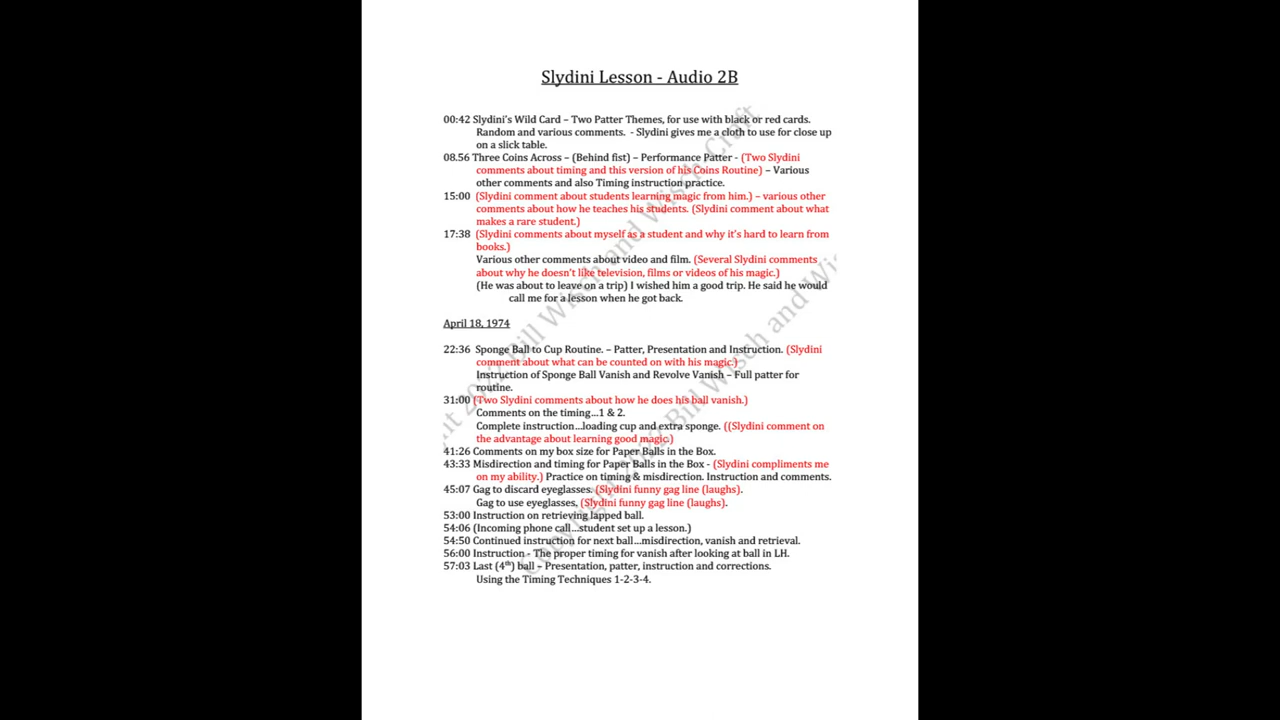 Slydini Lesson - Audio 2B
00:42 Slydini's Wild Card – Two Patter Themes, for use with black or red cards.
Random and various comments. - Slydini gives me a cloth to use for close up
on a slick table.
08.56 Three Coins Across – (Behind fist) – Performance Patter - (Two Slydini
comments about timing and this version of his Coins Routine) – Various
other comments and also Timing instruction practice.
15:00 (Slydini comment about students learning magic from him.) – various other
comments about how he teaches his students. (Slydini comment about what
makes a rare student.)
17:38 (Slydini comments about myself as a student and why it's hard to learn from
books.)
Various other comments about video and film. (Several Slydini comments
about why he doesn't like television, films or videos of his magic.)
(He was about to leave on a trip) I wished him a good trip. He said he would
call me for a lesson when he got back.
April 18, 1974
22:36 Sponge Ball to Cup Routine. – Patter, Presentation and Instruction. (Slydini
comment about what can be counted on with his magic.)
Instruction of Sponge Ball Vanish and Revolve Vanish – Full patter for
routine.
31:00 (Two Slydini comments about how he does his ball vanish.)
Comments on the timing…1 & 2.
Complete instruction…loading cup and extra sponge. ((Slydini comment on
the advantage about learning good magic.)
41:26 Comments on my box size for Paper Balls in the Box.
43:33 Misdirection and timing for Paper Balls in the Box - (Slydini compliments me
on my ability.) Practice on timing & misdirection. Instruction and comments.
45:07 Gag to discard eyeglasses. (Slydini funny gag line (laughs).
Gag to use eyeglasses, (Slydini funny gag line (laughs).
53:00 Instruction on retrieving lapped ball.
54:06 (Incoming phone call…student set up a lesson.)
54:50 Continued instruction for next ball…misdirection, vanish and retrieval.
56:00 Instruction - The proper timing for vanish after looking at ball in LH.
57:03 Last (4th) ball – Presentation, patter, instruction and corrections.
Using the Timing Techniques 1-2-3-4.